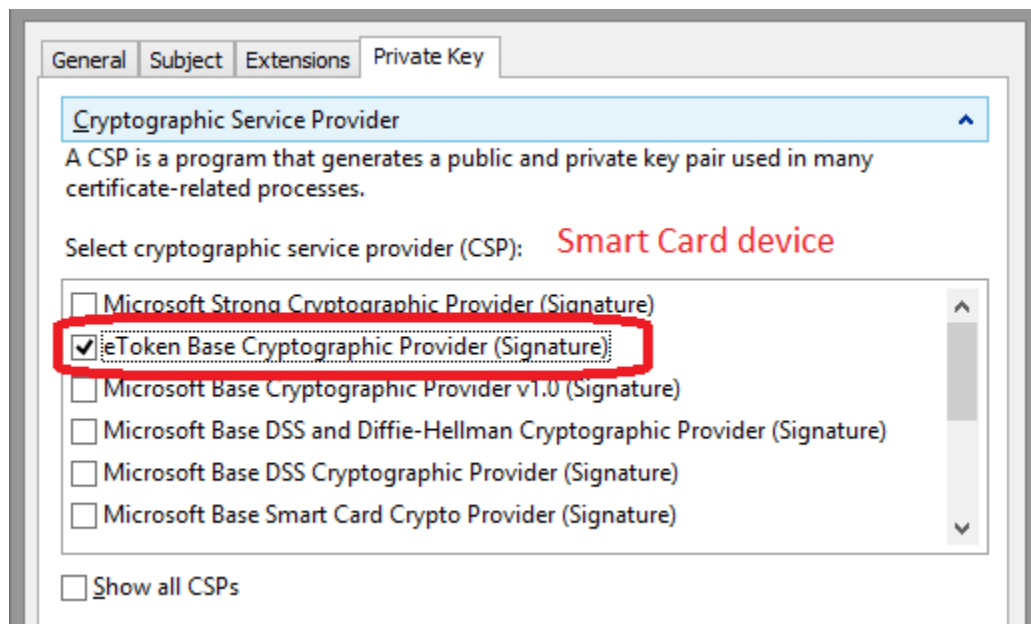 General Subject Extensions Private Key
Cryptographic Service Provider
A CSP is a program that generates a public and private key pair used in many
certificate-related processes.
Select cryptographic service provider (CSP): Smart Card device
Microsoft Strong Cryptographic Provider (Signature)
eToken Base Cryptographic Provider (Signature)
Microsoft Base Cryptographic Provider v1.0 (Signature)
Microsoft Base DSS and Diffie-Hellman Cryptographic Provider (Signature)
Microsoft Base DSS Cryptographic Provider (Signature)
Microsoft Base Smart Card Crypto Provider (Signature)
Show all CSPs